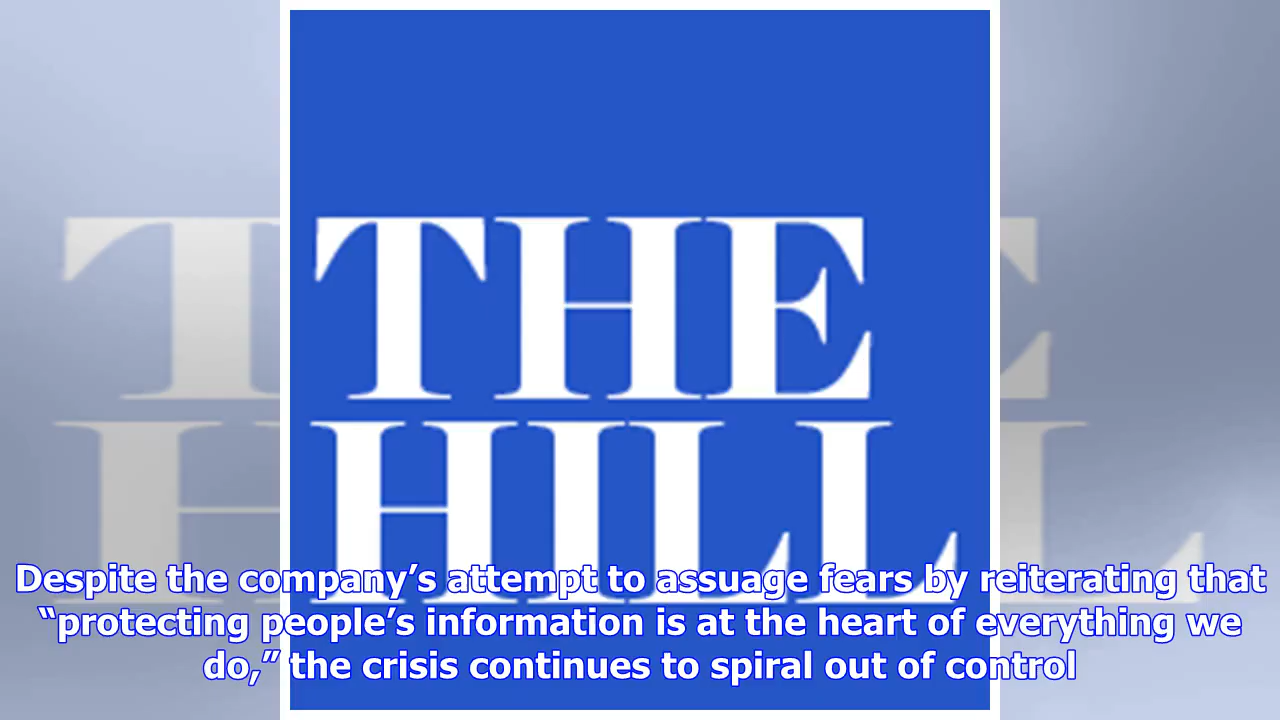 THE
HILL
Despite the company’s attempt to assuage fears by reiterating that
“protecting people’s information is at the heart of everything we
do,” the crisis continues to spiral out of control